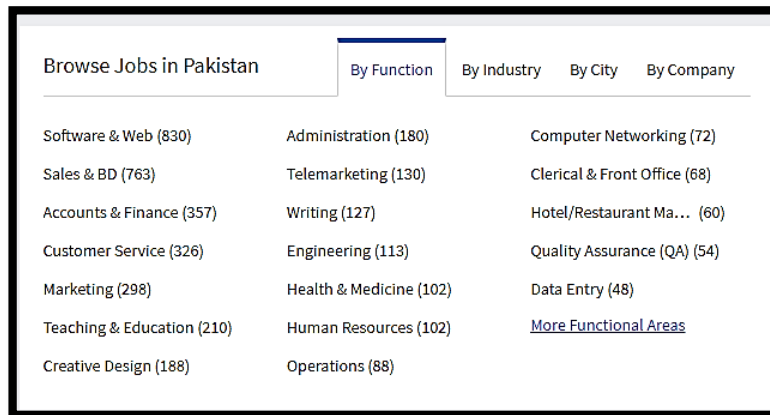 Browse Jobs in Pakistan
By Function
By Industry
By City
By Company
Software & Web (830)
Sales & BD (763)
Accounts & Finance (357)
Customer Service (326)
Marketing (298)
Teaching & Education (210)
Creative Design (188)
Administration (180)
Telemarketing (130)
Writing (127)
Engineering (113)
Health & Medicine (102)
Human Resources (102)
Operations (88)
Computer Networking (72)
Clerical & Front Office (68)
Hotel/Restaurant Ma... (60)
Quality Assurance (QA) (54)
Data Entry (48)
More Functional Areas